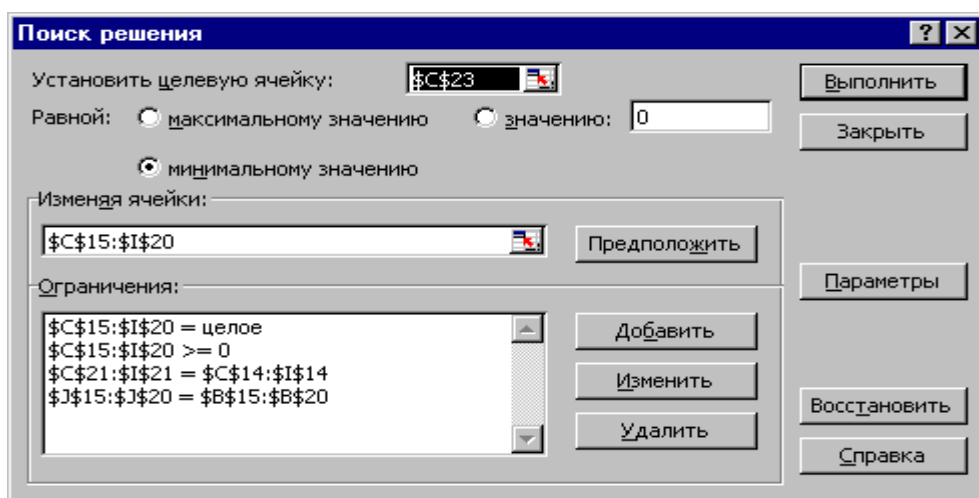 Поиск решения
Установить целевую ячейку: $C$23
Выполнить
Равной: максимальному значению значению: 0
Закрыть
минимальному значению
Изменяя ячейки:
$C$15:$I$20
Предположить
Параметры
Ограничения:
$C$15:$I$20 = целое
$C$15:$I$20 >= 0
$C$21:$I$21 = $C$14:$I$14
$J$15:$J$20 = $B$15:$B$20
Добавить
Изменить
Удалить
Восстановить
Справка